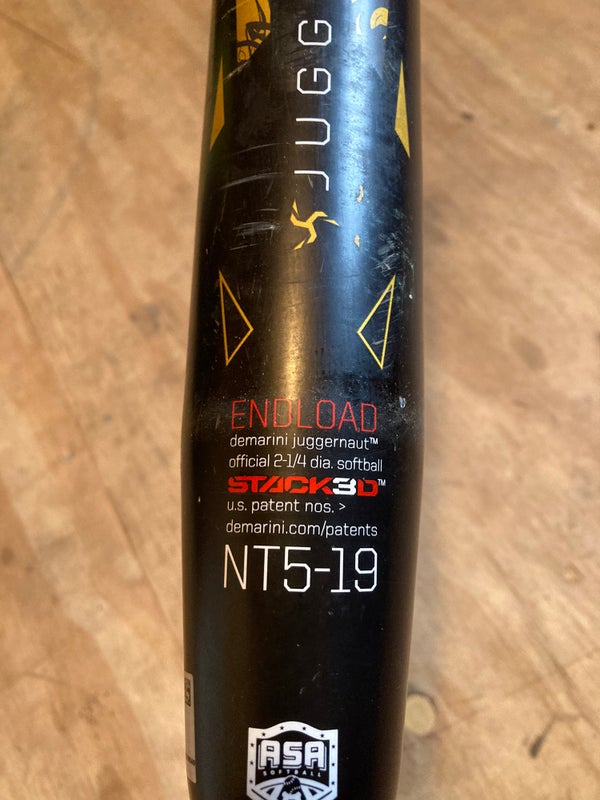 JUGG
ENDLOAD
demarini juggernaut™
official 2-1/4 dia. softball
STACK3D™
u.s. patent nos. >
demarini.com/patents
NT5-19
ASA
SOFTBALL